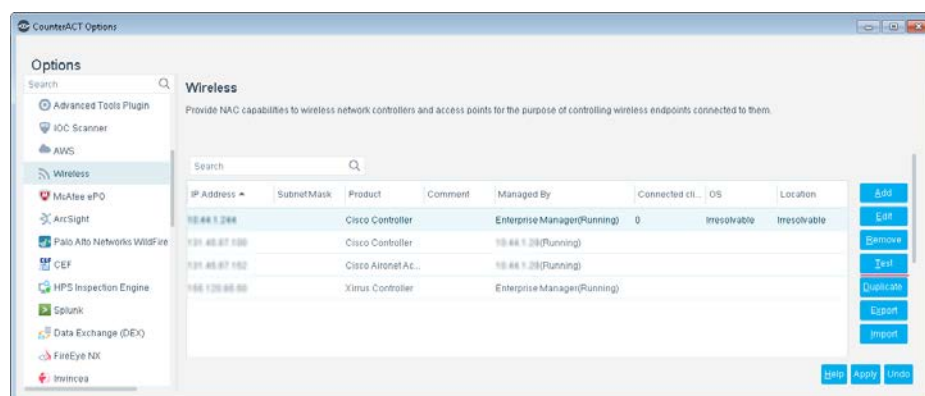 CounterACT Options
Options
Search
Advanced Tools Plugin
IOC Scanner
AWS
Wireless
McAfee ePO
ArcSight
Palo Alto Networks WildFire
CEF
HPS Inspection Engine
Splunk
Data Exchange (DEX)
FireEye NX
Invincea
Wireless
Provide NAC capabilities to wireless network controllers and access points for the purpose of controlling wireless endpoints connected to them.
Search
IP Address SubnetMask Product Comment Managed By Connected cli... OS Location
Cisco Controller Enterprise Manager(Running) 0 Irresolvable Irresolvable
Cisco Controller (Running)
Cisco Aironet Ac... (Running)
Xirrus Controller Enterprise Manager(Running)
Add
Edit
Remove
Test
Duplicate
Export
Import
Help Apply Undo